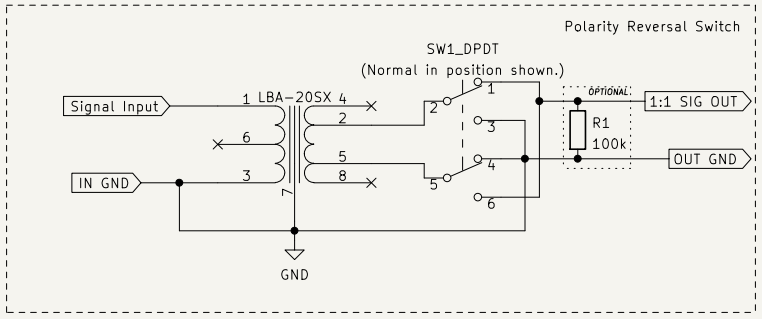 Polarity Reversal Switch
SW1_DPDT
(Normal in position shown.)
OPTIONAL
Signal Input
1
LBA-20SX
4
2
2
1
1:1 SIG OUT
6
3
R1
100k
5
4
OUT GND
IN GND
3
8
5
7
6
GND